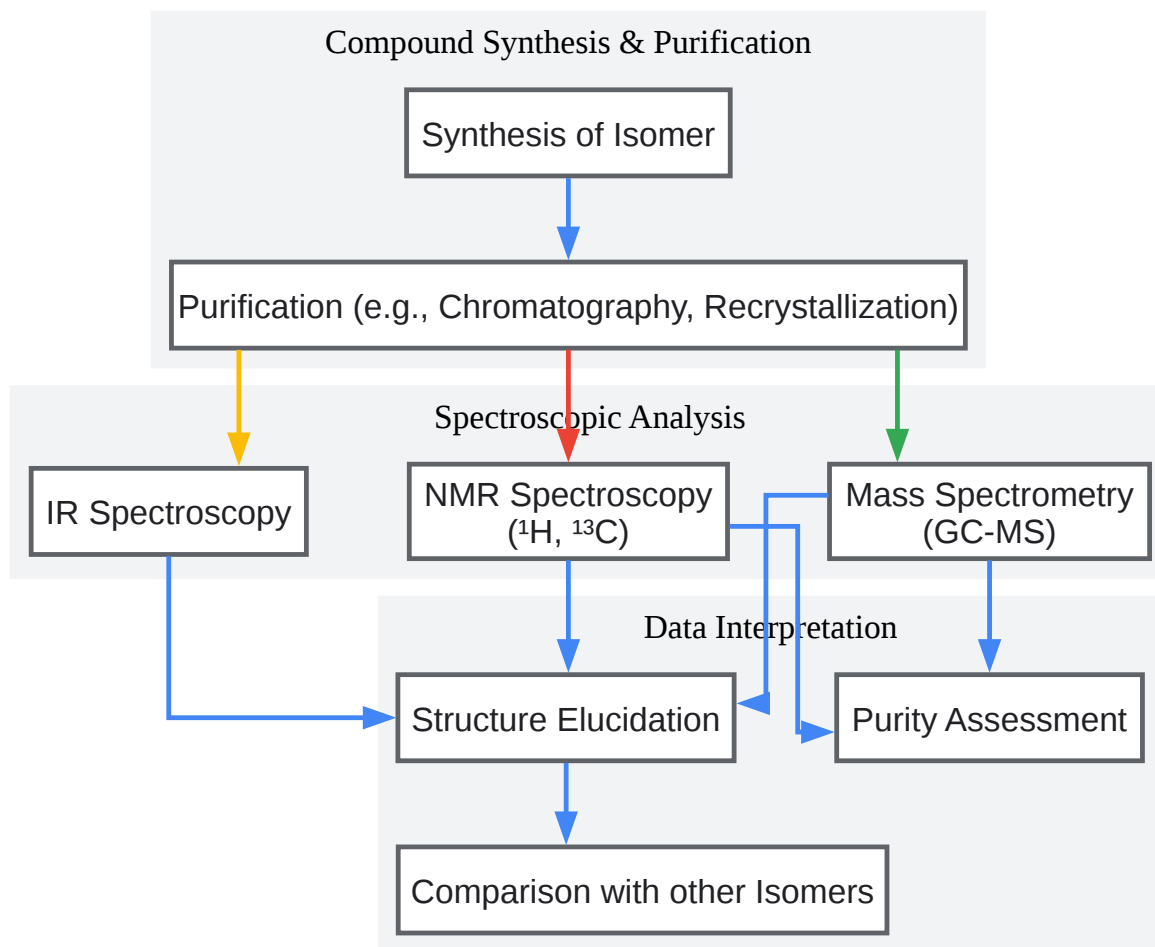 Compound Synthesis & Purification
Synthesis of Isomer
Purification (e.g., Chromatography, Recrystallization)
Spectroscopic Analysis
IR Spectroscopy
NMR Spectroscopy
(¹H, ¹³C)
Mass Spectrometry
(GC-MS)
Data Interpretation
Structure Elucidation
Purity Assessment
Comparison with other Isomers